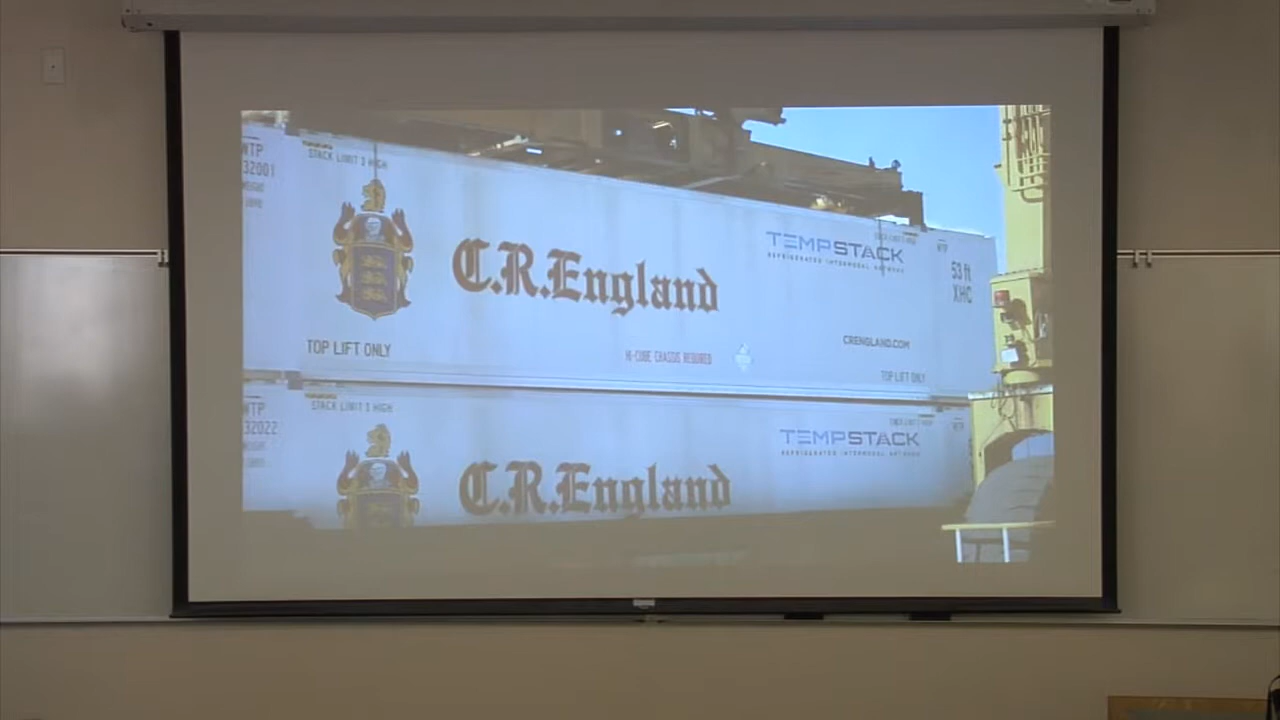 STACK LIMIT 3 HIGH
32001
C.R.England
TEMPSTACK
REFRIGERATED INTERMODAL NETWORK
53 ft
XHC
TOP LIFT ONLY
HI-CUBE CHASSIS REQUIRED
CRENGLAND.COM
TOP LIFT ONLY
STACK LIMIT 3 HIGH
32022
C.R.England
TEMPSTACK
REFRIGERATED INTERMODAL NETWORK